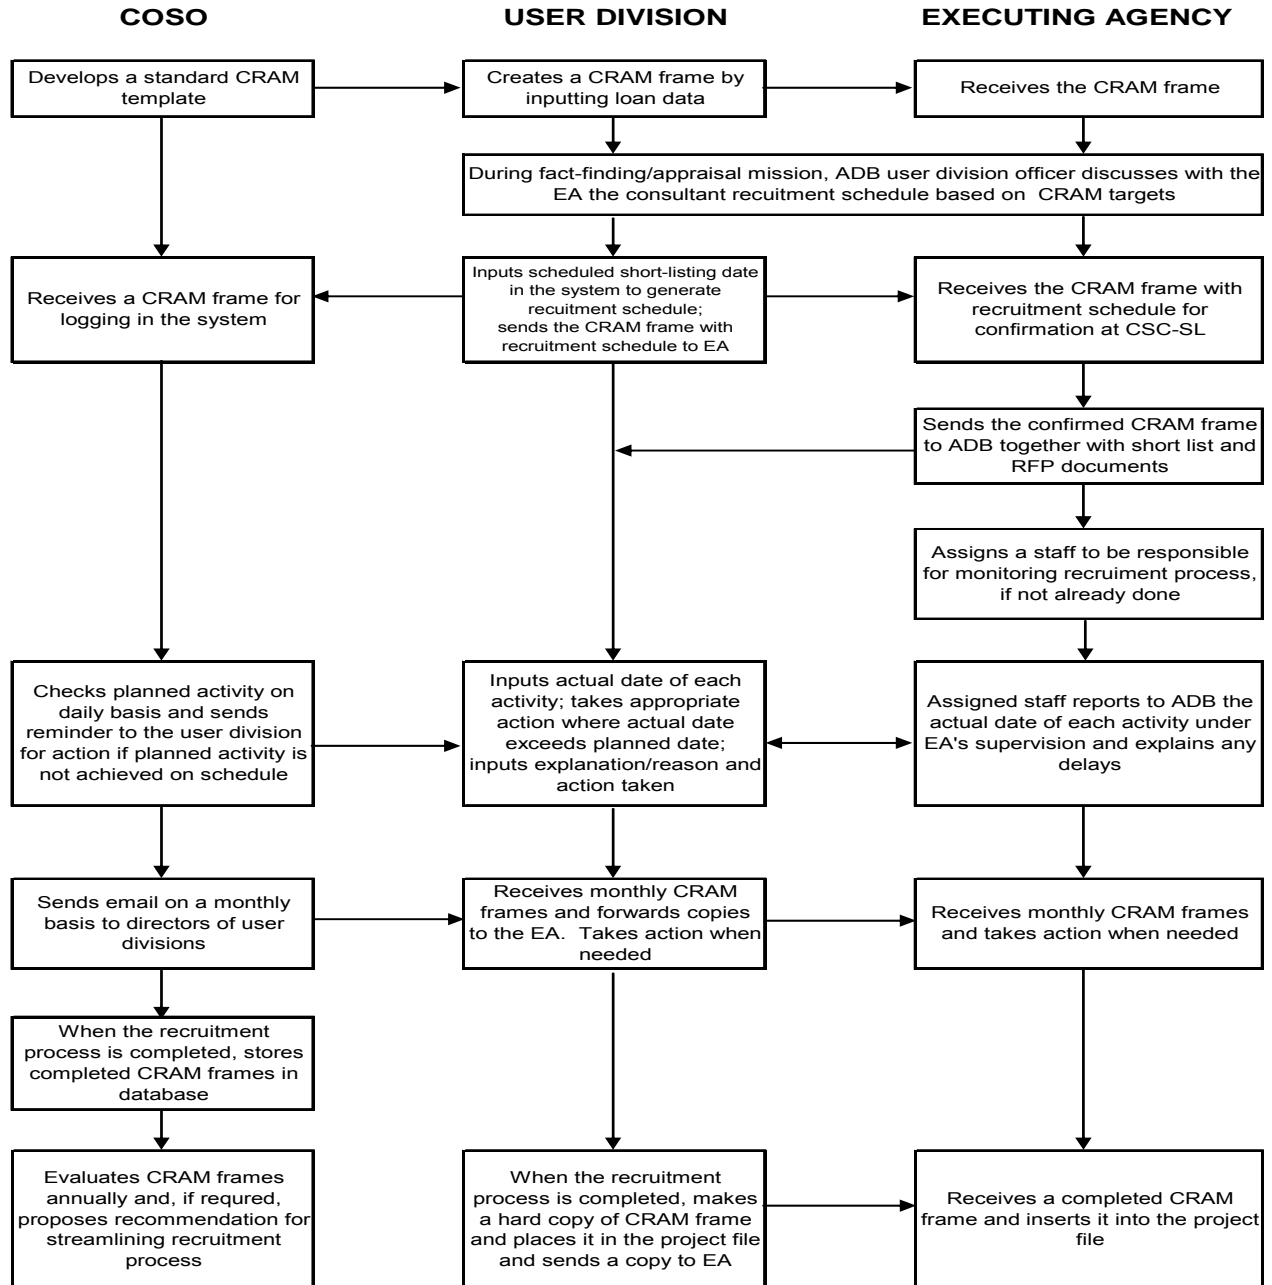 COSO
USER DIVISION
EXECUTING AGENCY
Develops a standard CRAM
template
Creates a CRAM frame by
inputting loan data
Receives the CRAM frame
During fact-finding/appraisal mission, ADB user division officer discusses with the
EA the consultant recuitment schedule based on CRAM targets
Receives a CRAM frame for
logging in the system
Inputs scheduled short-listing date
in the system to generate
recuitment schedule;
sends the CRAM frame with
recruitment schedule to EA
Receives the CRAM frame with
recruitment schedule for
confirmation at CSC-SL
Sends the confirmed CRAM frame
to ADB together with short list and
RFP documents
Assigns a staff to be responsible
for monitoring recruiment process,
if not already done
Checks planned activity on
daily basis and sends
reminder to the user division
for action if planned activity is
not achieved on schedule
Inputs actual date of each
activity; takes appropriate
action where actual date
exceeds planned date;
inputs explanation/reason and
action taken
Assigned staff reports to ADB the
actual date of each activity under
EA's supervision and explains any
delays
Sends email on a monthly
basis to directors of user
divisions
Receives monthly CRAM
frames and forwards copies
to the EA. Takes action when
needed
Receives monthly CRAM frames
and takes action when needed
When the recruitment
process is completed, stores
completed CRAM frames in
database
Evaluates CRAM frames
annually and, if requred,
proposes recommendation for
streamlining recruitment
process
When the recruitment
process is completed, makes
a hard copy of CRAM frame
and places it in the project file
and sends a copy to EA
Receives a completed CRAM
frame and inserts it into the project
file